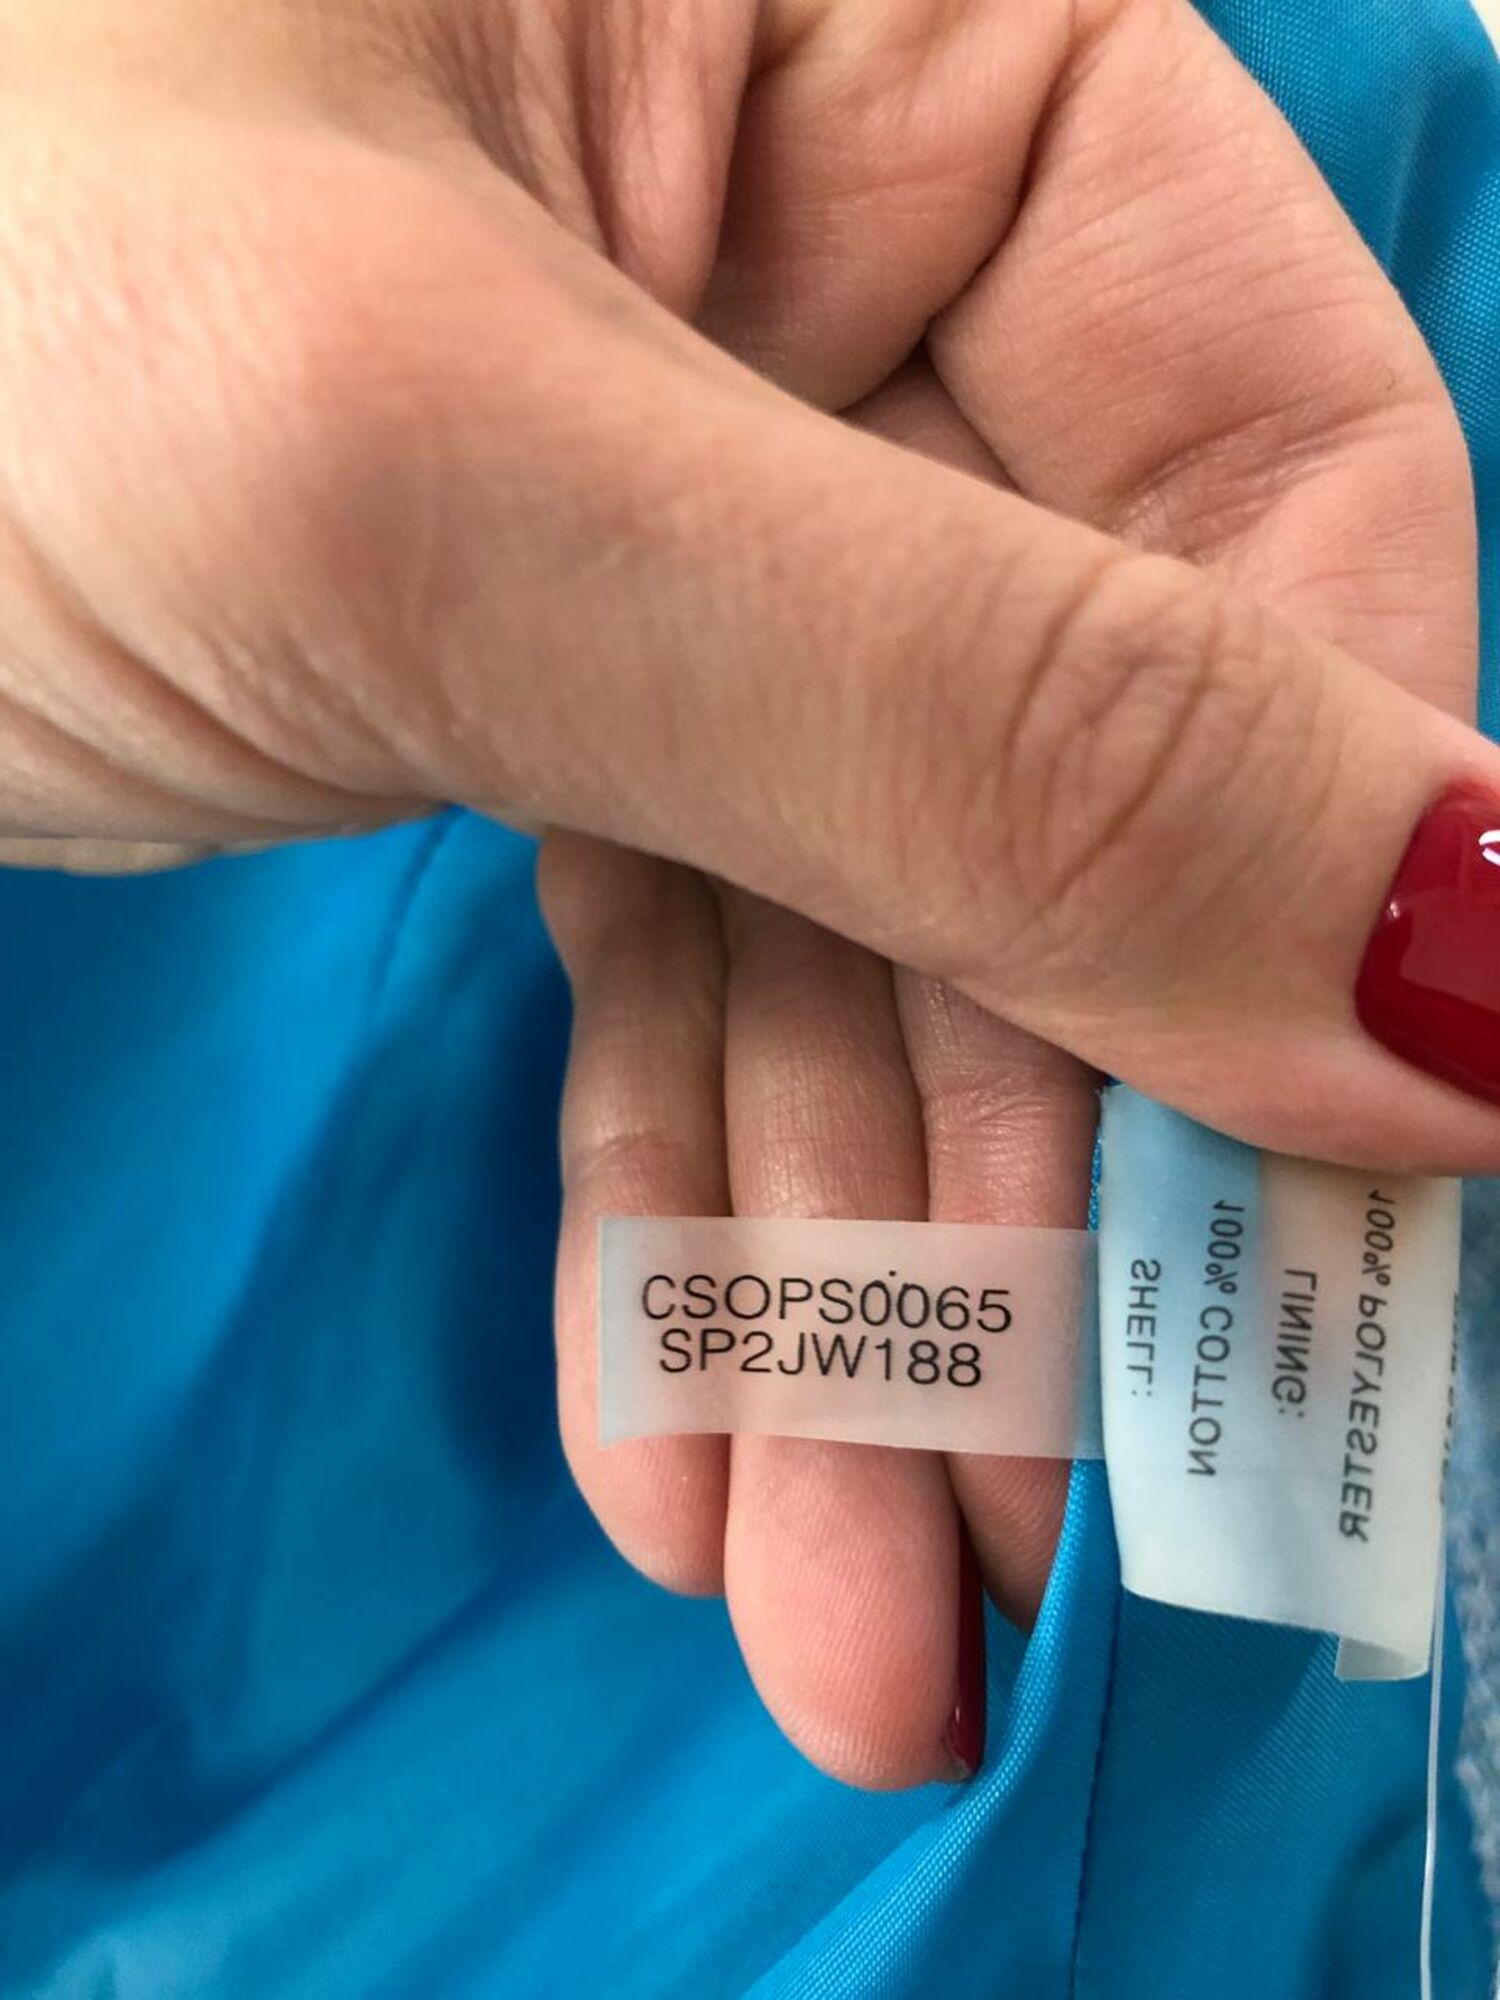 CSOPS0065
SP2JW188
SHELL:
100% COTTON
LINING:
100% POLYESTER